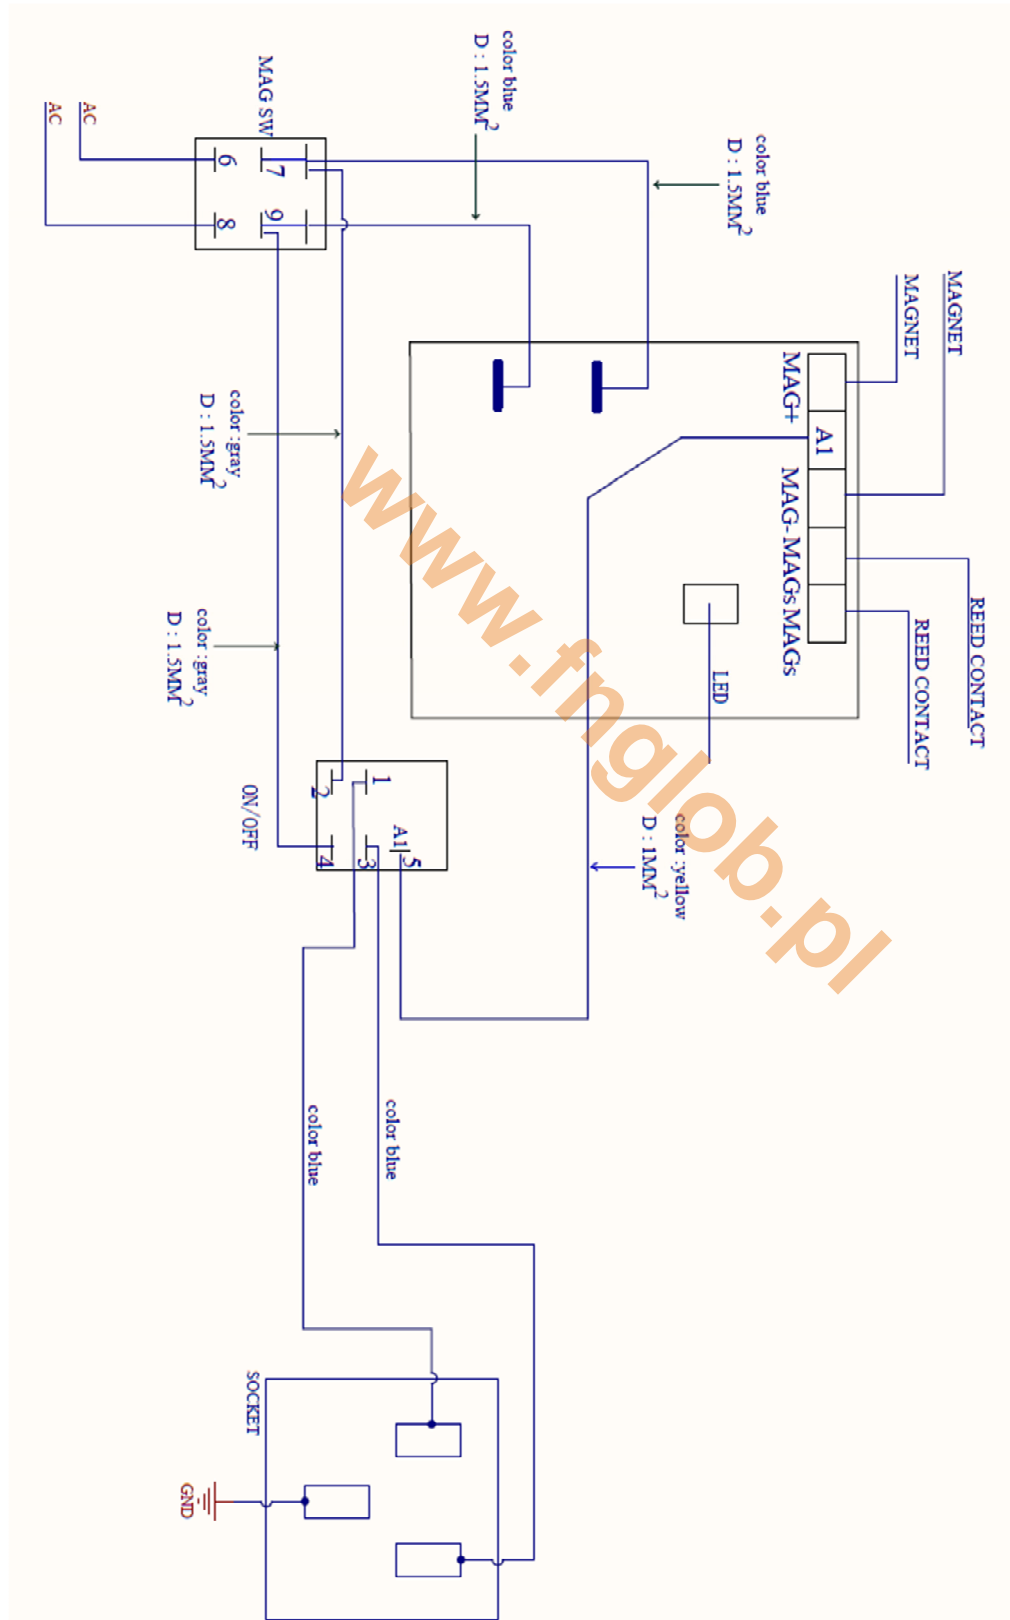 color blue
D : 1.5MM²
color blue
D : 1.5MM²
MAG SW
AC
AC
6
7
8
9
MAGNET
MAGNET
MAG+
A1
MAG-
MAGs
MAGs
REED CONTACT
REED CONTACT
LED
color :gray
D : 1.5MM²
color :gray
D : 1.5MM²
www.fnglob.pl
ON/OFF
1
2
3
4
A1
5
color :yellow
D : 1MM²
color blue
color blue
SOCKET
GND